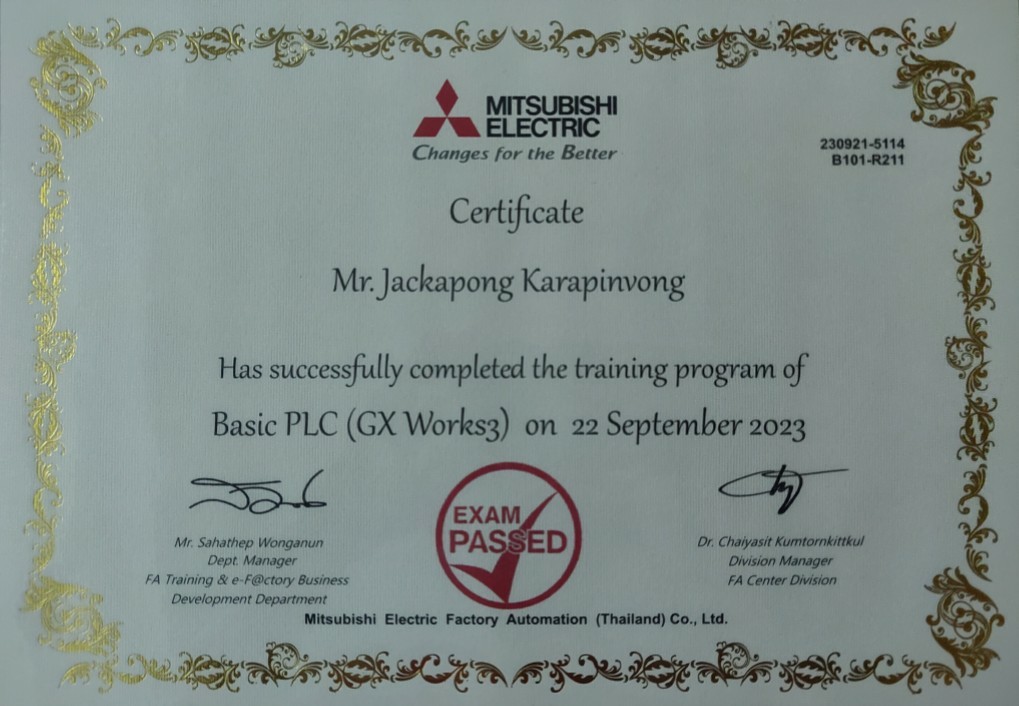 MITSUBISHI
ELECTRIC
Changes for the Better
230921-5114
B101-R211
Certificate
Mr. Jackapong Karapinvong
Has successfully completed the training program of
Basic PLC (GX Works3) on 22 September 2023
EXAM
PASSED
Mr. Sahathep Wonganun
Dept. Manager
FA Training & e-F@ctory Business
Development Department
Dr. Chaiyasit Kumtornkittkul
Division Manager
FA Center Division
Mitsubishi Electric Factory Automation (Thailand) Co., Ltd.